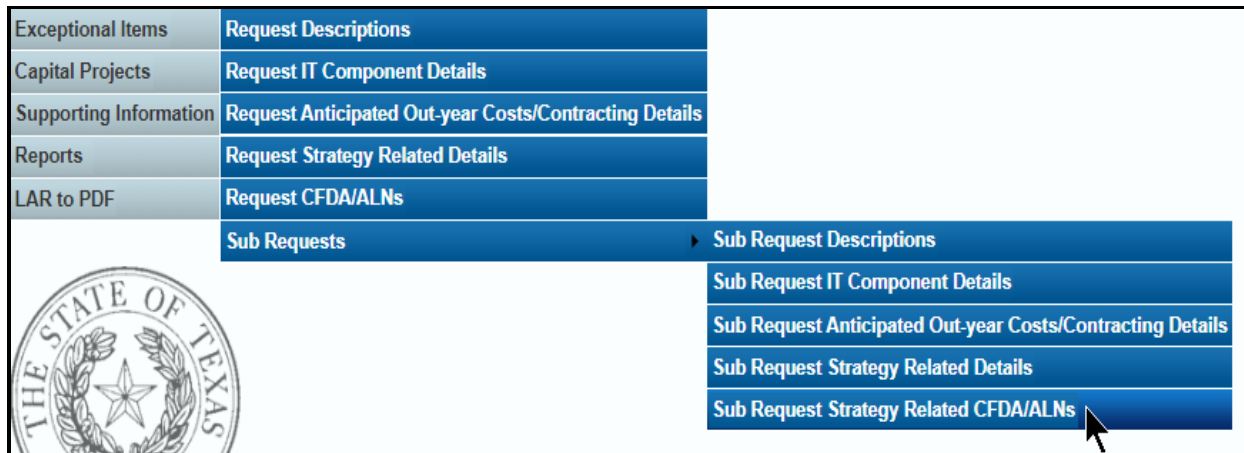 Exceptional Items
Request Descriptions
Capital Projects
Request IT Component Details
Supporting Information
Request Anticipated Out-year Costs/Contracting Details
Reports
Request Strategy Related Details
LAR to PDF
Request CFDA/ALNs
Sub Requests
Sub Request Descriptions
Sub Request IT Component Details
Sub Request Anticipated Out-year Costs/Contracting Details
Sub Request Strategy Related Details
Sub Request Strategy Related CFDA/ALNs
THE STATE OF TEXAS